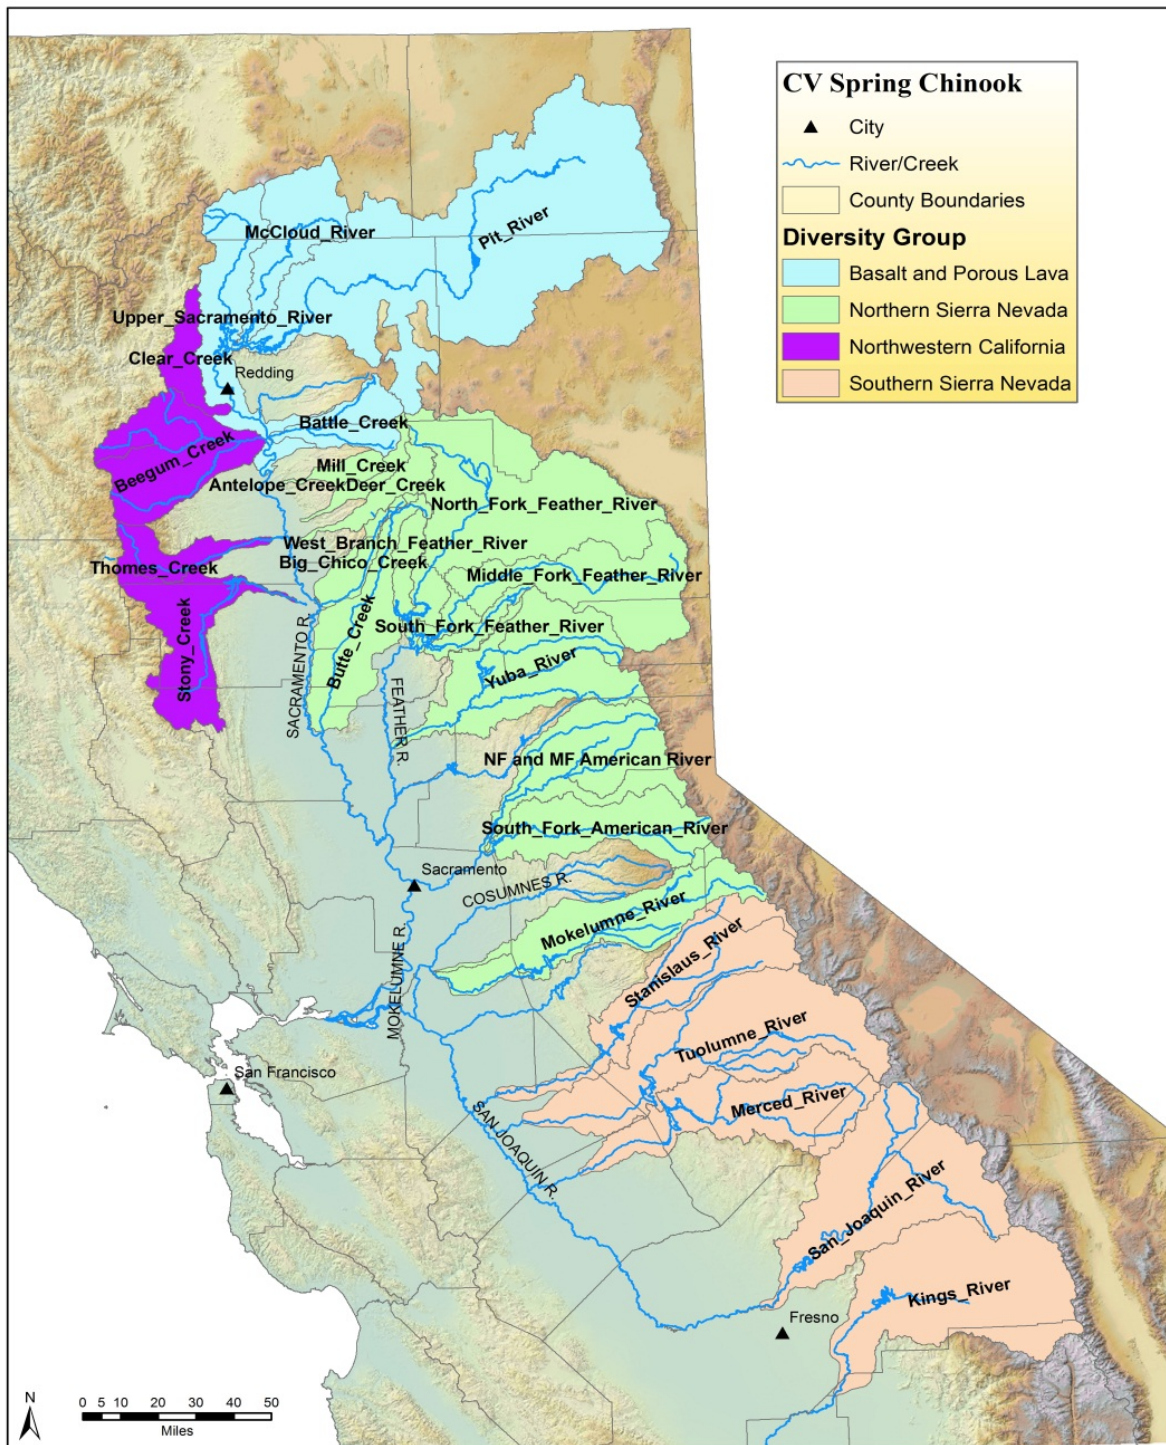 CV Spring Chinook
City
River/Creek
County Boundaries
Diversity Group
Basalt and Porous Lava
Northern Sierra Nevada
Northwestern California
Southern Sierra Nevada
McCloud_River
Pit_River
Upper_Sacramento_River
Clear_Creek
Redding
Battle_Creek
Beegum_Creek
Mill_Creek
Antelope_CreekDeer_Creek
North_Fork_Feather_River
West_Branch_Feather_River
Big_Chico_Creek
Thomes_Creek
Middle_Fork_Feather_River
Stony_Creek
SACRAMENTO R.
Butte_Creek
South_Fork_Feather_River
Yuba_River
FEATHER R.
NF and MF American River
South_Fork_American_River
Sacramento
COSUMNES R.
Mokelumne_River
MOKELUMNE R.
Stanislaus_River
Tuolumne_River
San Francisco
Merced_River
SAN JOAQUIN R.
San_Joaquin_River
Kings_River
Fresno
N
0 5 10 20 30 40 50
Miles